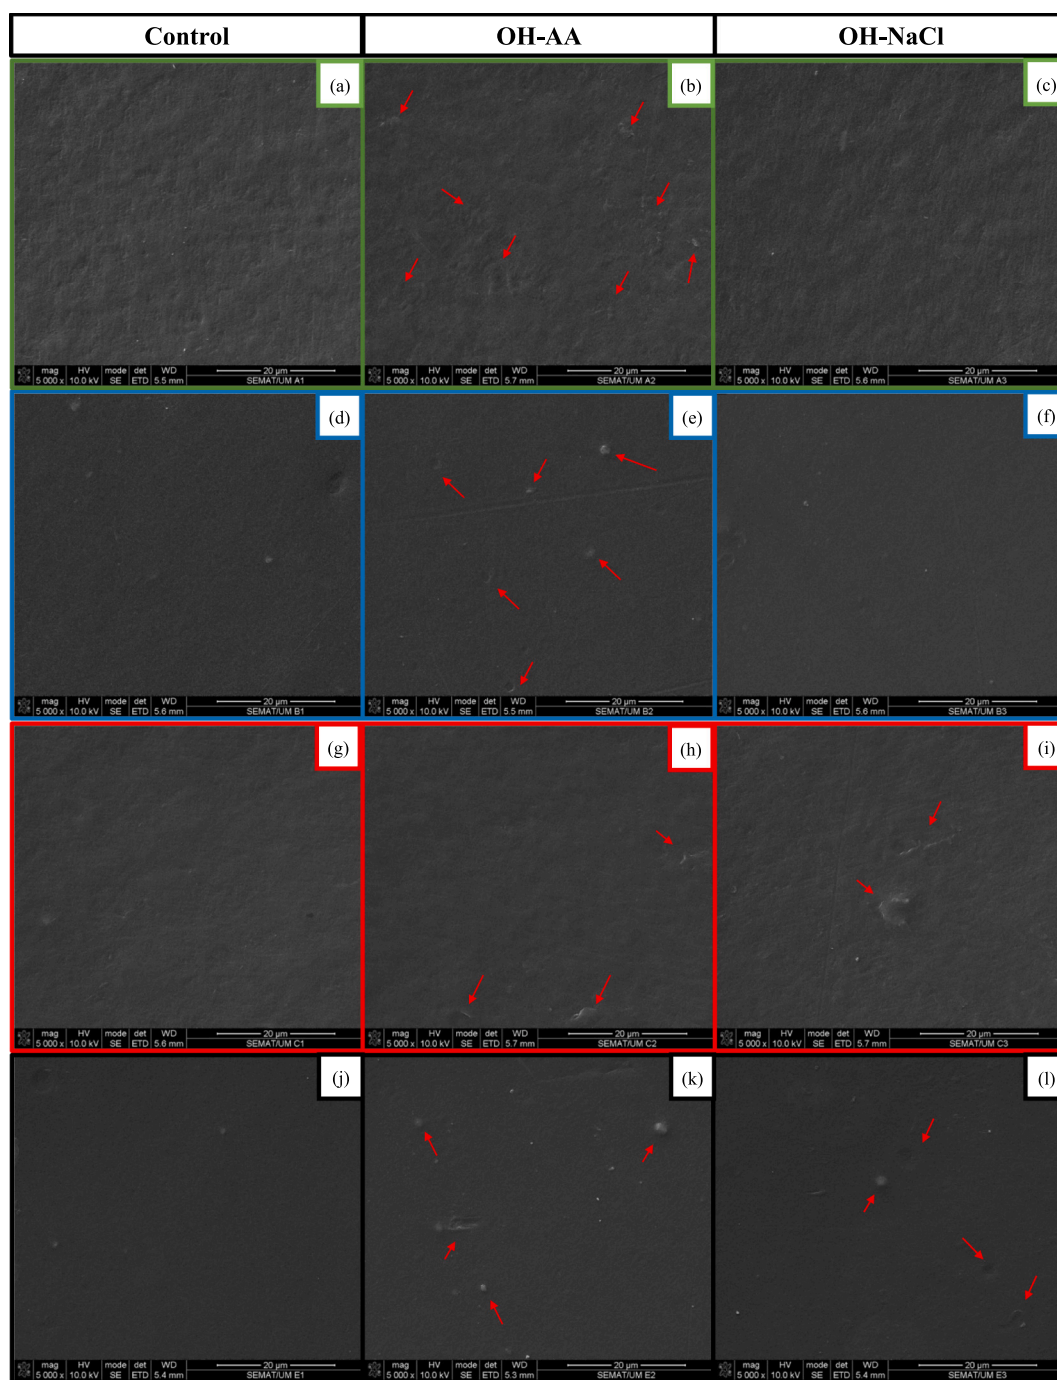 Control OH-AA OH-NaCl
(a) (b) (c)
mag HV mode det WD 20 µm mag HV mode det WD 20 µm mag HV mode det WD 20 µm
5 000 x 10.0 kV SE ETD 5.5 mm SEMAT/UM A1 5 000 x 10.0 kV SE ETD 5.7 mm SEMAT/UM A2 5 000 x 10.0 kV SE ETD 5.6 mm SEMAT/UM A3
(d) (e) (f)
mag HV mode det WD 20 µm mag HV mode det WD 20 µm mag HV mode det WD 20 µm
5 000 x 10.0 kV SE ETD 5.6 mm SEMAT/UM B1 5 000 x 10.0 kV SE ETD 5.5 mm SEMAT/UM B2 5 000 x 10.0 kV SE ETD 5.6 mm SEMAT/UM B3
(g) (h) (i)
mag HV mode det WD 20 µm mag HV mode det WD 20 µm mag HV mode det WD 20 µm
5 000 x 10.0 kV SE ETD 5.6 mm SEMAT/UM C1 5 000 x 10.0 kV SE ETD 5.7 mm SEMAT/UM C2 5 000 x 10.0 kV SE ETD 5.7 mm SEMAT/UM C3
(j) (k) (l)
mag HV mode det WD 20 µm mag HV mode det WD 20 µm mag HV mode det WD 20 µm
5 000 x 10.0 kV SE ETD 5.4 mm SEMAT/UM E1 5 000 x 10.0 kV SE ETD 5.3 mm SEMAT/UM E2 5 000 x 10.0 kV SE ETD 5.4 mm SEMAT/UM E3